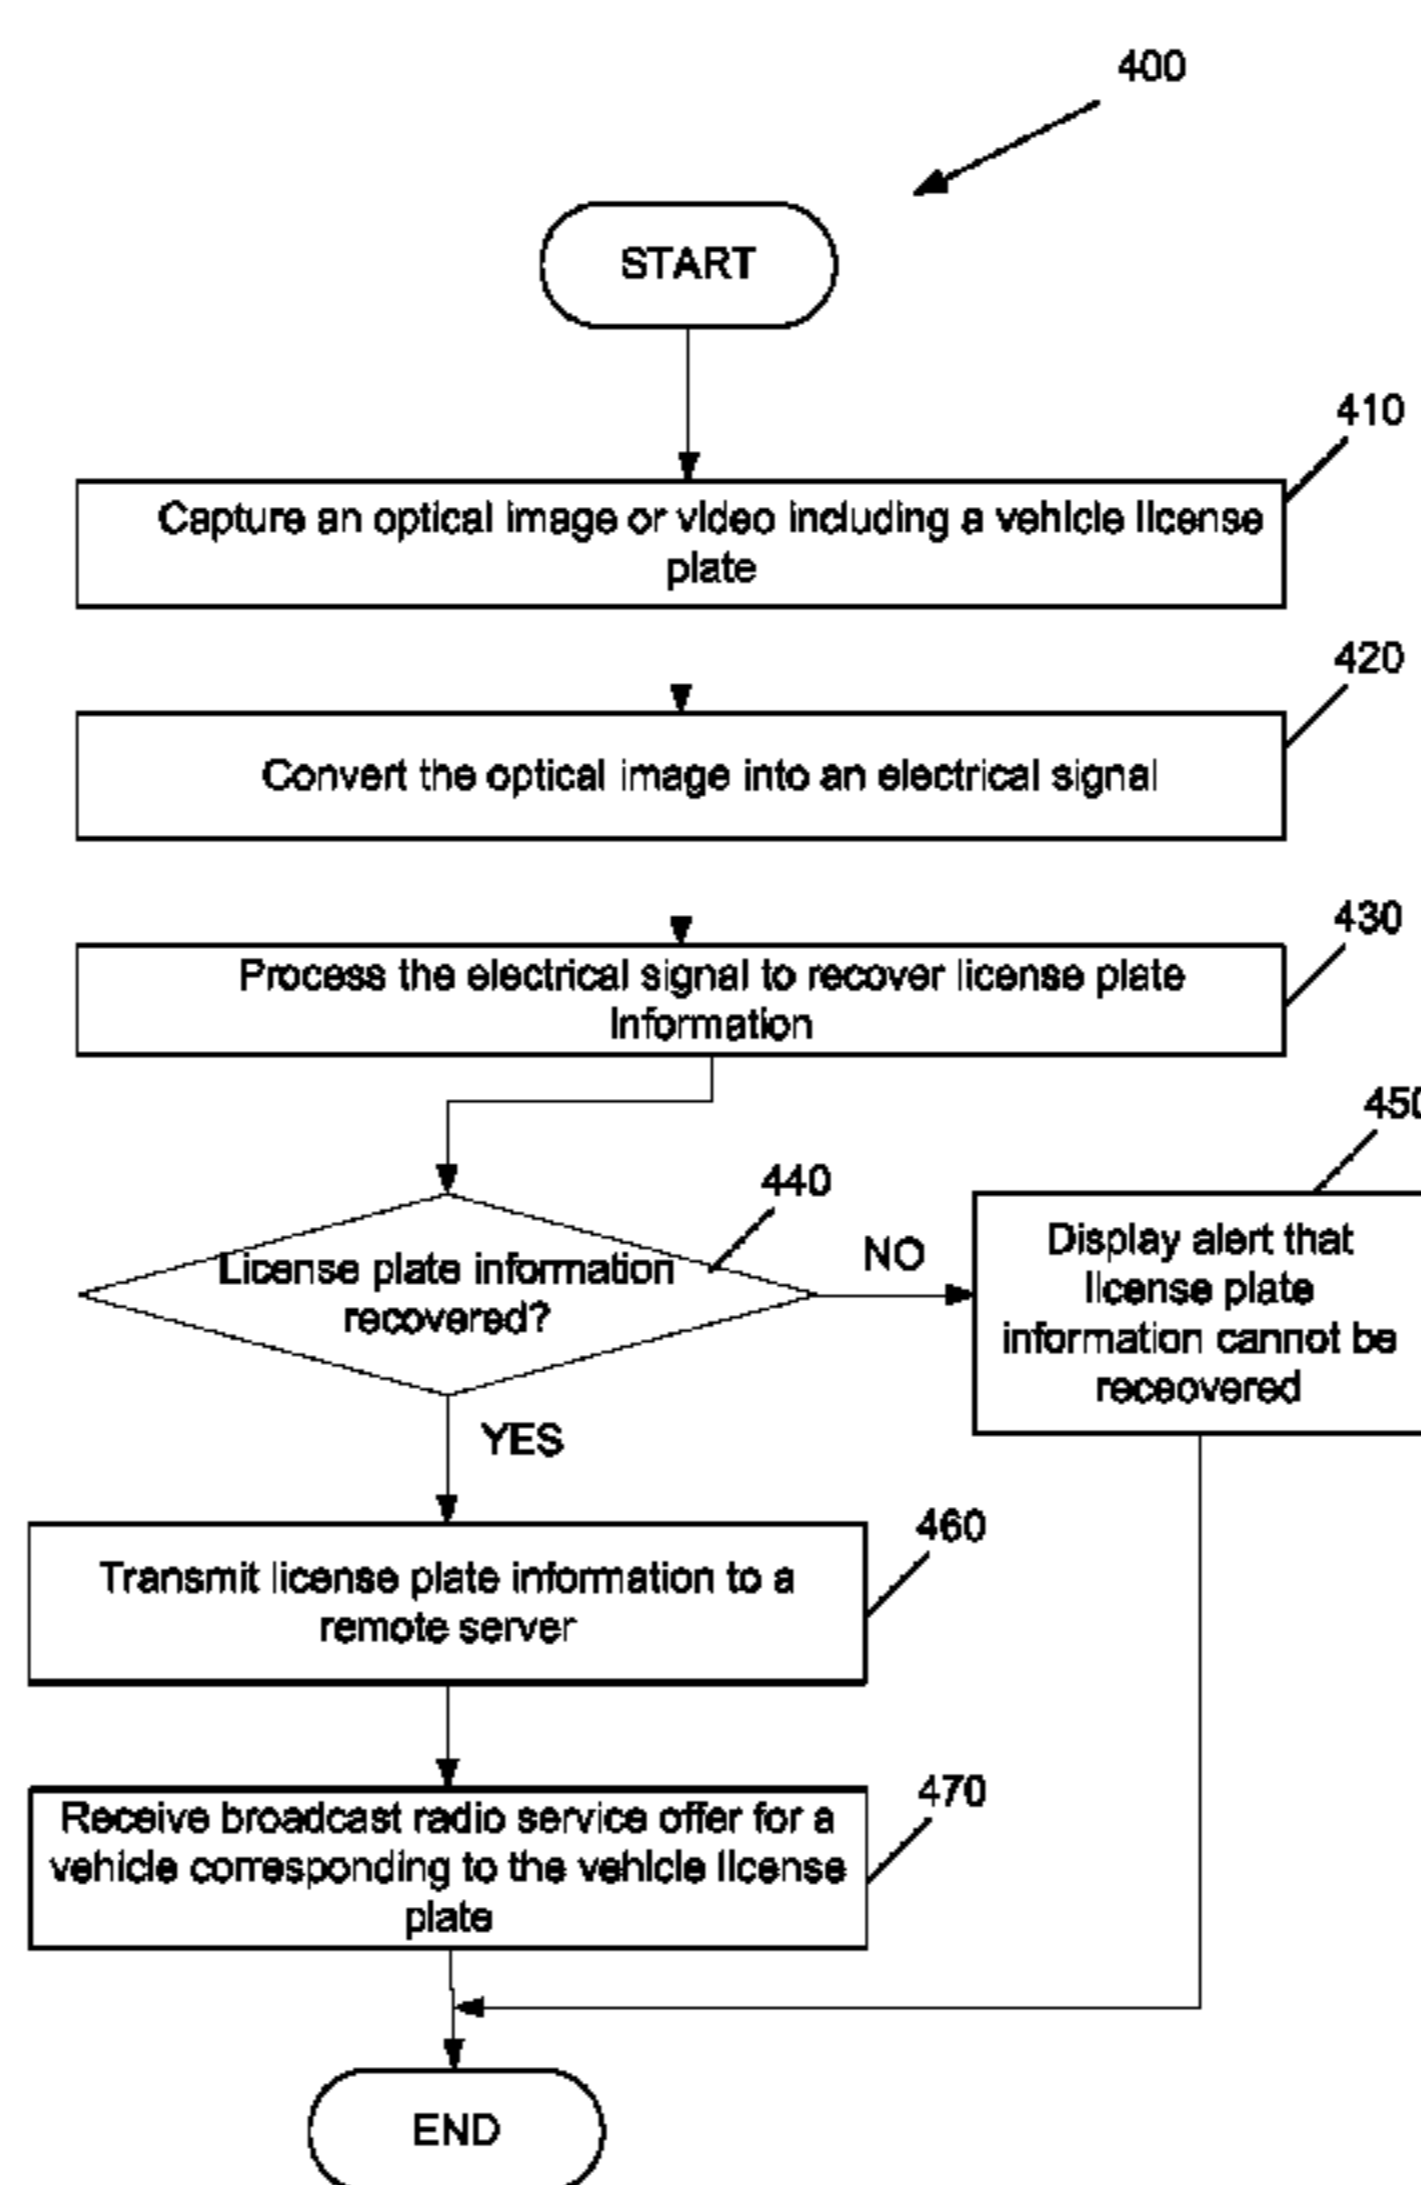 400
START
410
Capture an optical image or video including a vehicle license
plate
420
Convert the optical image into an electrical signal
430
Process the electrical signal to recover license plate
Information
450
440
License plate information
recovered?
NO
Display alert that
license plate
information cannot be
receovered
YES
460
Transmit license plate information to a
remote server
470
Receive broadcast radio service offer for a
vehicle corresponding to the vehicle license
plate
END